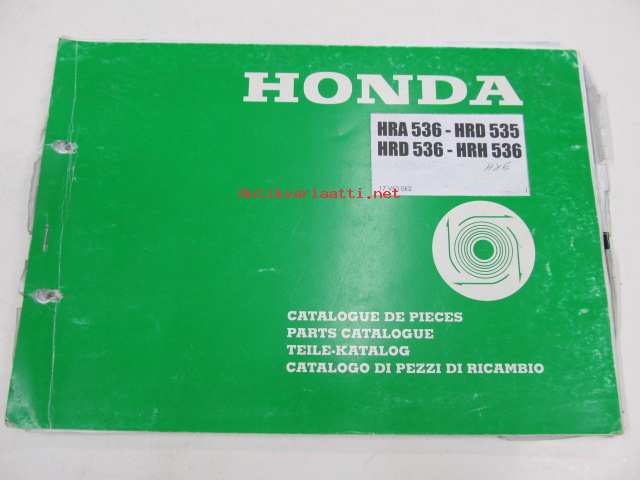 HONDA
HRA 536 - HRD 535
HRD 536 - HRH 536
HXE
Antikvariaatti.net
CATALOGUE DE PIECES
PARTS CATALOGUE
TEILE-KATALOG
CATALOGO DI PEZZI DI RICAMBIO